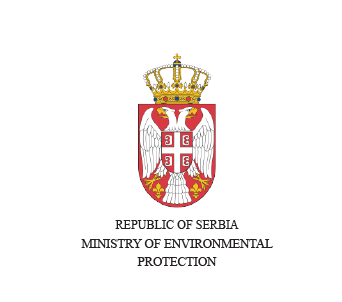 REPUBLIC OF SERBIA
MINISTRY OF ENVIRONMENTAL
PROTECTION